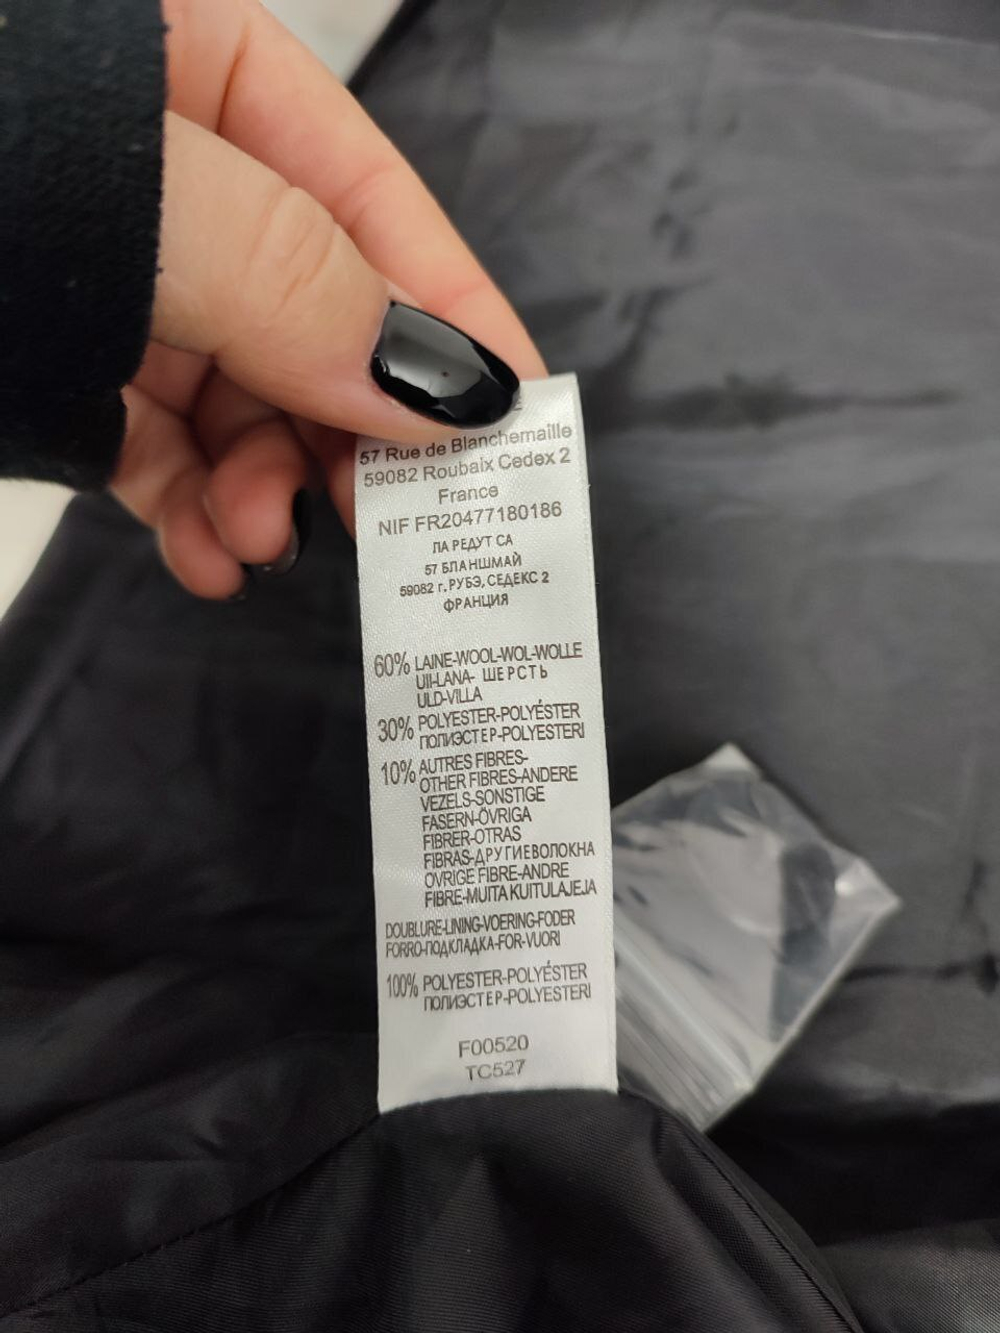 57 Rue de Blanchemaille
59082 Roubaix Cedex 2
France
NIF FR20477180186
ЛА РЕДУТ СА
57 БЛАНШМАЙ
59082 г. РУБЭ, СЕДЕКС 2
ФРАНЦИЯ
60% LAINE-WOOL-WOL-WOLLE
UII-LANA- ШЕРСТЬ
ULD-VILLA
30% POLYESTER-POLYÉSTER
ПОЛИЭСТЕР-POLYESTERI
10% AUTRES FIBRES-
OTHER FIBRES-ANDERE
VEZELS-SONSTIGE
FASERN-ÖVRIGA
FIBRER-OTRAS
FIBRAS-ДРУГИЕВОЛОКНА
OVRIGE FIBRE-ANDRE
FIBRE-MUITA KUITULAJEJA
DOUBLURE-LINING-VOERING-FODER
FORRO-ПОДКЛАДКА-FOR-VUORI
100% POLYESTER-POLYÉSTER
ПОЛИЭСТЕР-POLYESTERI
F00520
TC527